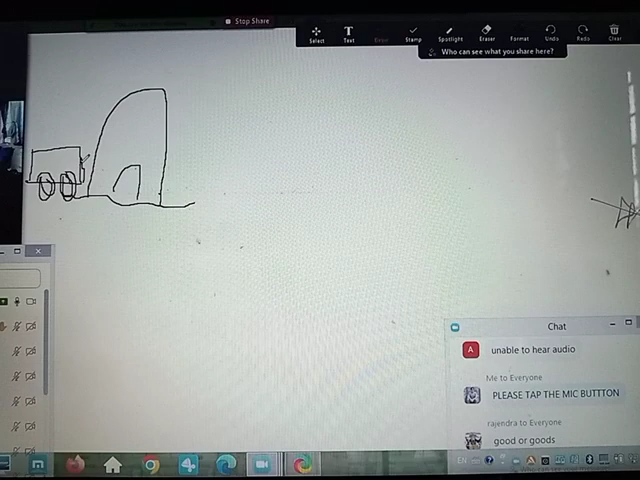 Stop Share
Select
Text
Draw
Stamp
Spotlight
Eraser
Format
Undo
Redo
Clear
Who can see what you share here?
Chat
A
unable to hear audio
Me to Everyone
PLEASE TAP THE MIC BUTTTON
rajendra to Everyone
good or goods
EN